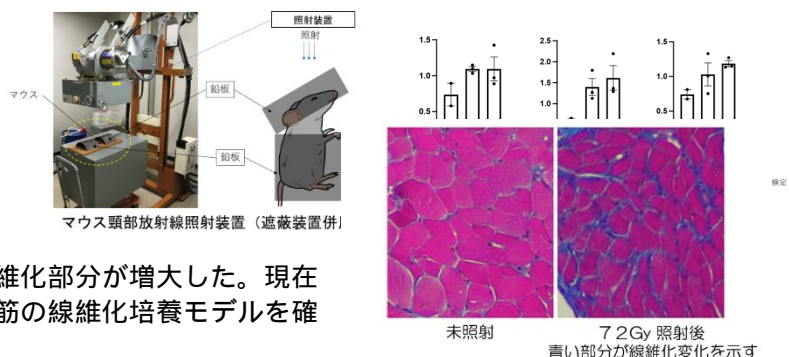 照射装置
照射
マウス
鉛板
鉛板
マウス頸部放射線照射装置（遮蔽装置併
維化部分が増大した。現在
筋の線維化培養モデルを確
1.5
1.0
0.5
2.5
2.0
1.5
1.0
1.5
1.0
0.5
検定
未照射
72Gy 照射後
青い部分が線維化変化を示す